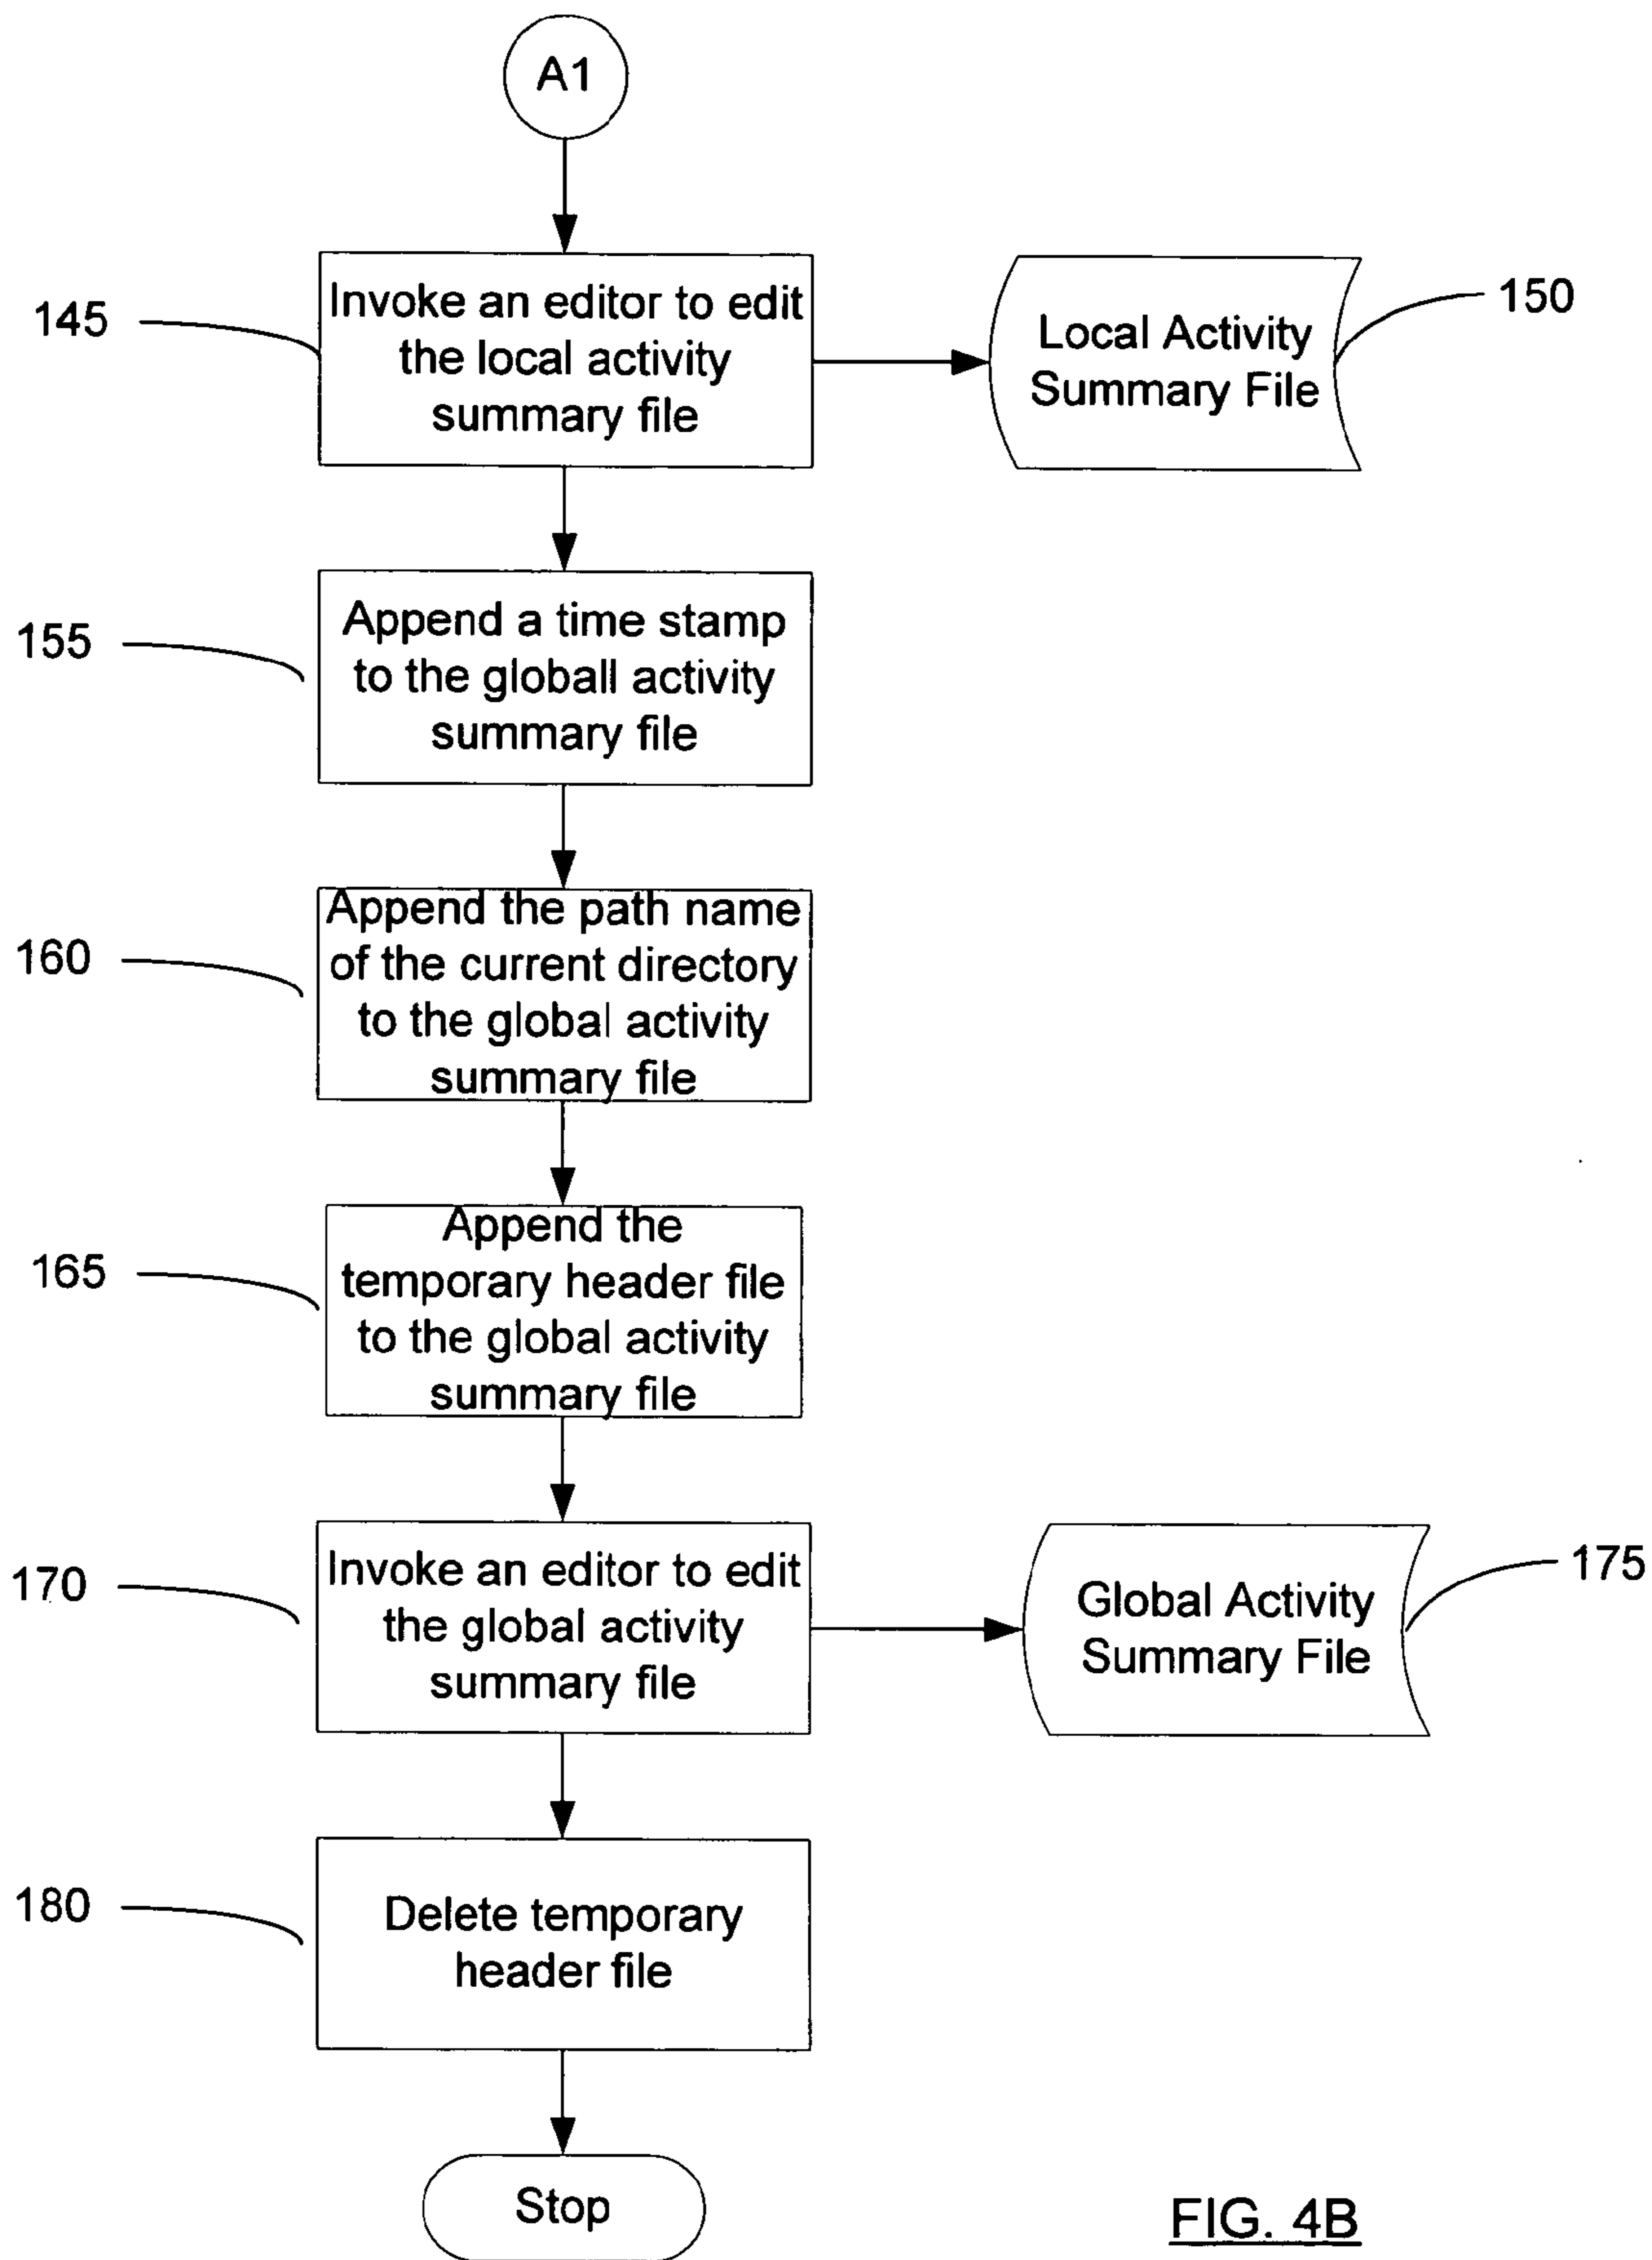 A1
145
Invoke an editor to edit
the local activity
summary file
Local Activity
Summary File
150
155
Append a time stamp
to the globall activity
summary file
160
Append the path name
of the current directory
to the global activity
summary file
165
Append the
temporary header file
to the global activity
summary file
170
Invoke an editor to edit
the global activity
summary file
Global Activity
Summary File
175
180
Delete temporary
header file
Stop
FIG. 4B